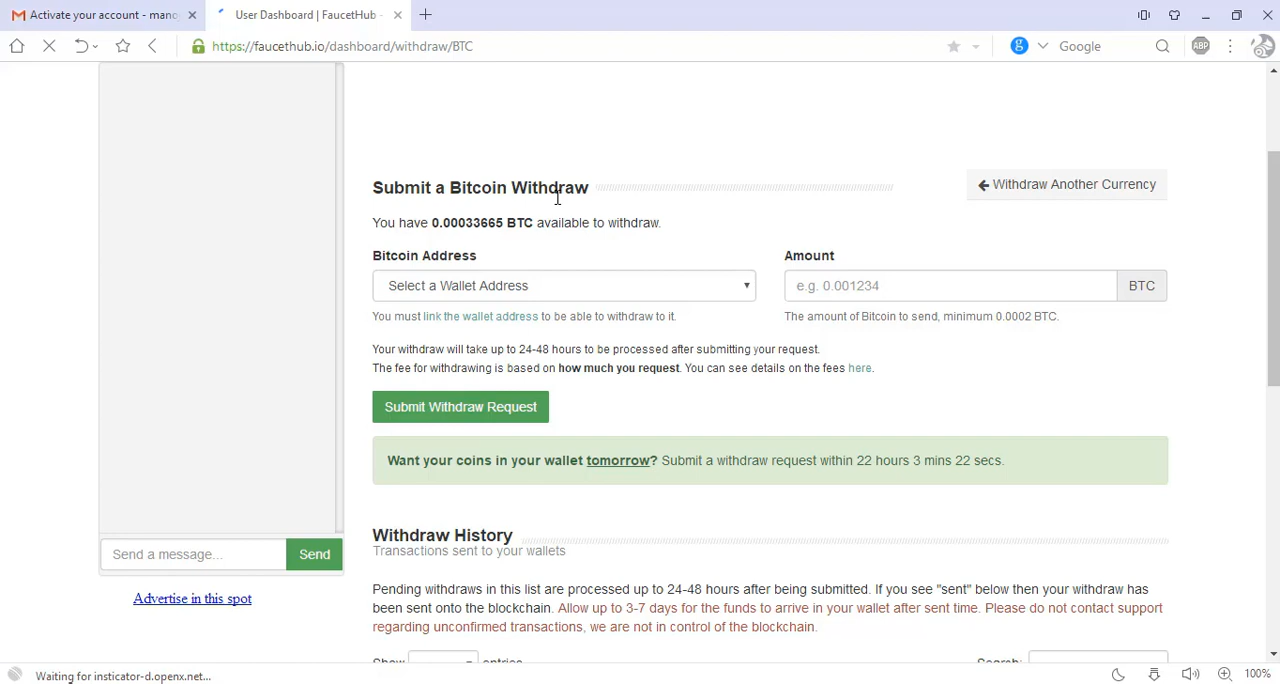 Activate your account - mano
User Dashboard | FaucetHub -
https://faucethub.io/dashboard/withdraw/BTC
g
Google
ABP
Submit a Bitcoin Withdraw
Withdraw Another Currency
You have 0.00033665 BTC available to withdraw.
Bitcoin Address
Amount
Select a Wallet Address
e.g. 0.001234
BTC
You must link the wallet address to be able to withdraw to it.
The amount of Bitcoin to send, minimum 0.0002 BTC.
Your withdraw will take up to 24-48 hours to be processed after submitting your request.
The fee for withdrawing is based on how much you request. You can see details on the fees here.
Submit Withdraw Request
Want your coins in your wallet tomorrow? Submit a withdraw request within 22 hours 3 mins 22 secs.
Withdraw History
Transactions sent to your wallets
Send a message...
Send
Advertise in this spot
Pending withdraws in this list are processed up to 24-48 hours after being submitted. If you see "sent" below then your withdraw has
been sent onto the blockchain. Allow up to 3-7 days for the funds to arrive in your wallet after sent time. Please do not contact support
regarding unconfirmed transactions, we are not in control of the blockchain.
Show entries
Search:
Waiting for insticator-d.openx.net...
100%